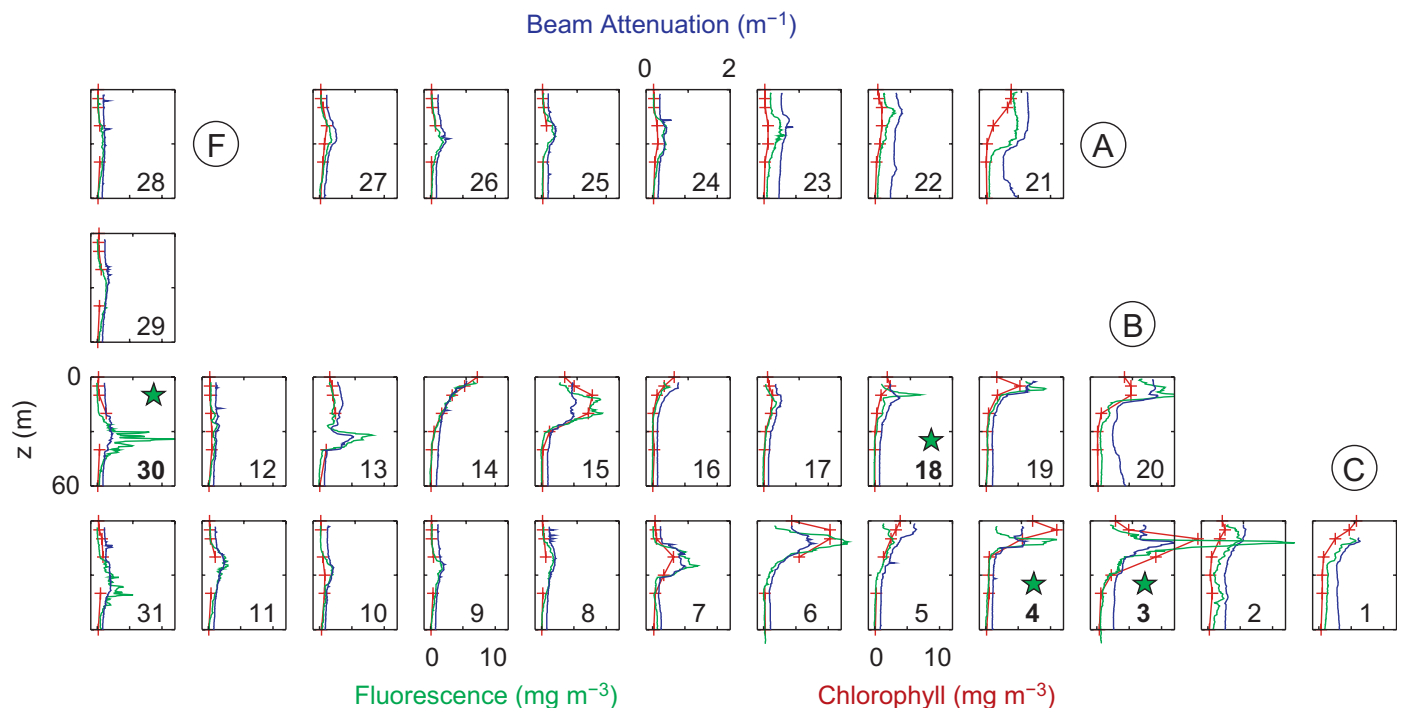 Beam Attenuation (m−1)
0 2
28 F 27 26 25 24 23 22 A 21
29
B
0
z (m)
60
30 12 13 14 15 16 17 18 19 20
C
31 11 10 9 8 7 6 5 4 3 2 1
0 10 0 10
Fluorescence (mg m−3) Chlorophyll (mg m−3)